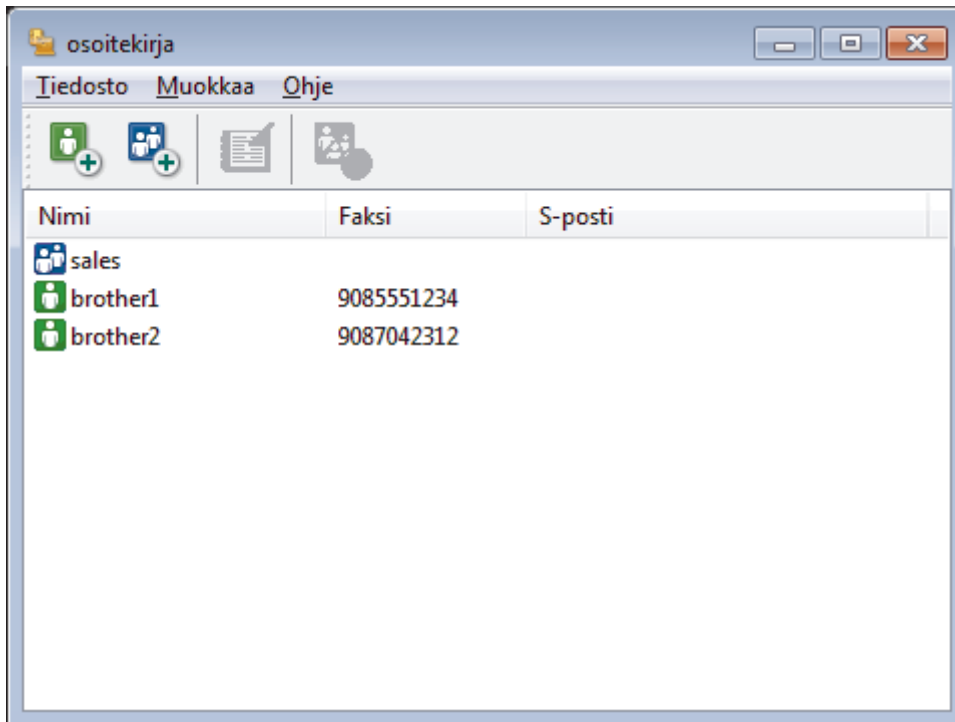 osoitekirja
Tiedosto Muokkaa Ohje
Nimi Faksi S-posti
sales
brother1 9085551234
brother2 9087042312